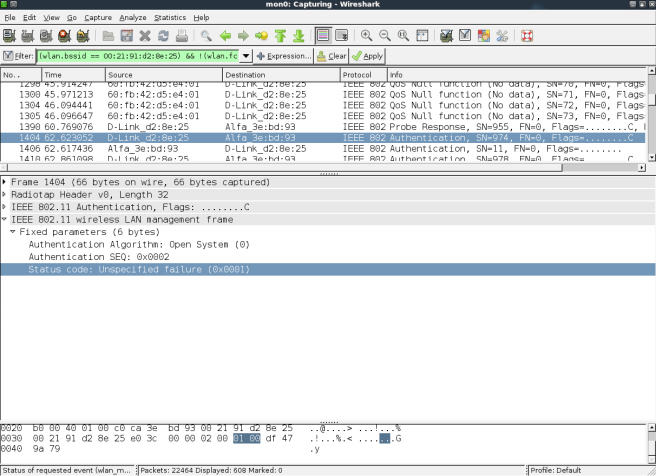 mon0: Capturing - Wireshark
File Edit View Go Capture Analyze Statistics Help
Filter: (wlan.bssid == 00:21:91:d2:8e:25) && !(wlan.fc Expression... Clear Apply
No. . Time Source Destination Protocol Info
1298 45.914247 60:fb:42:d5:e4:01 D-Link_d2:8e:25 IEEE 802 QoS Null function (No data), SN=70, FN=0, Flags
1300 45.971213 60:fb:42:d5:e4:01 D-Link_d2:8e:25 IEEE 802 QoS Null function (No data), SN=71, FN=0, Flags
1304 46.094441 60:fb:42:d5:e4:01 D-Link_d2:8e:25 IEEE 802 QoS Null function (No data), SN=72, FN=0, Flags
1305 46.096647 60:fb:42:d5:e4:01 D-Link_d2:8e:25 IEEE 802 QoS Null function (No data), SN=73, FN=0, Flags
1390 60.769076 D-Link_d2:8e:25 Alfa_3e:bd:93 IEEE 802 Probe Response, SN=955, FN=0, Flags=........C,
1404 62.623052 D-Link_d2:8e:25 Alfa_3e:bd:93 IEEE 802 Authentication, SN=974, FN=0, Flags=........C
1406 62.617436 Alfa_3e:bd:93 D-Link_d2:8e:25 IEEE 802 Authentication, SN=11, FN=0, Flags=........
1410 62.861098 D-Link_d2:8e:25 Alfa_3e:bd:93 IEEE 802 Authentication, SN=978, FN=0, Flags=........C
Frame 1404 (66 bytes on wire, 66 bytes captured)
Radiotap Header v0, Length 32
IEEE 802.11 Authentication, Flags: ........C
IEEE 802.11 wireless LAN management frame
Fixed parameters (6 bytes)
Authentication Algorithm: Open System (0)
Authentication SEQ: 0x0002
Status code: Unspecified failure (0x0001)
0020 b0 00 40 01 00 c0 ca 3e bd 93 00 21 91 d2 8e 25 ..@....> ...!...%
0030 00 21 91 d2 8e 25 e0 3c 00 00 02 00 01 00 df 47 .!...%.< .......G
0040 9a 79 .y
Status of requested event (wlan_m... Packets: 22464 Displayed: 608 Marked: 0 Profile: Default